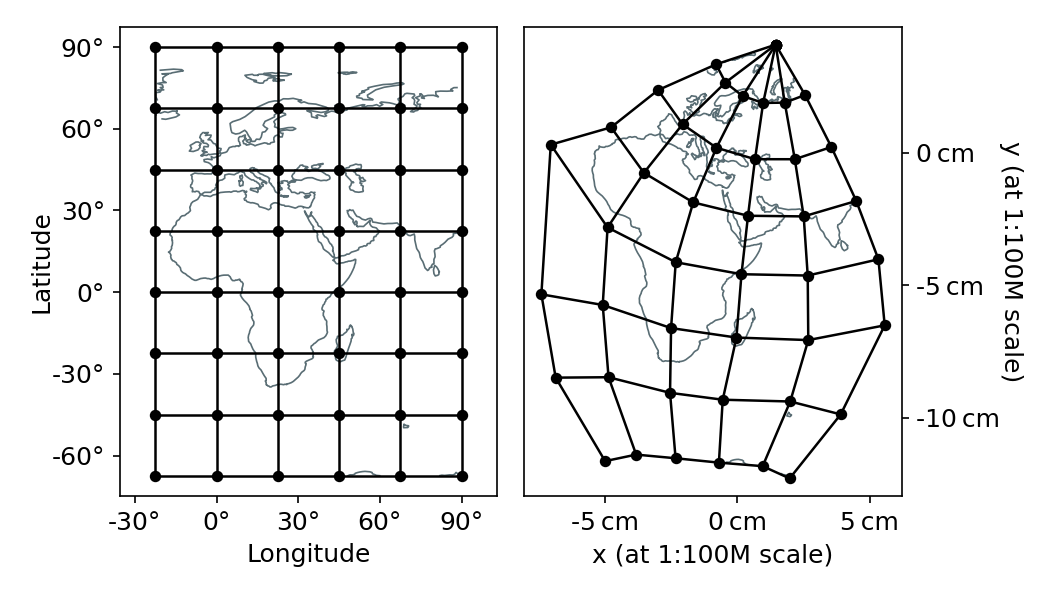 90°
60°
30°
0°
-30°
-60°
Latitude
-30°
0°
30°
60°
90°
Longitude
-5 cm
0 cm
5 cm
x (at 1:100M scale)
0 cm
-5 cm
-10 cm
y (at 1:100M scale)